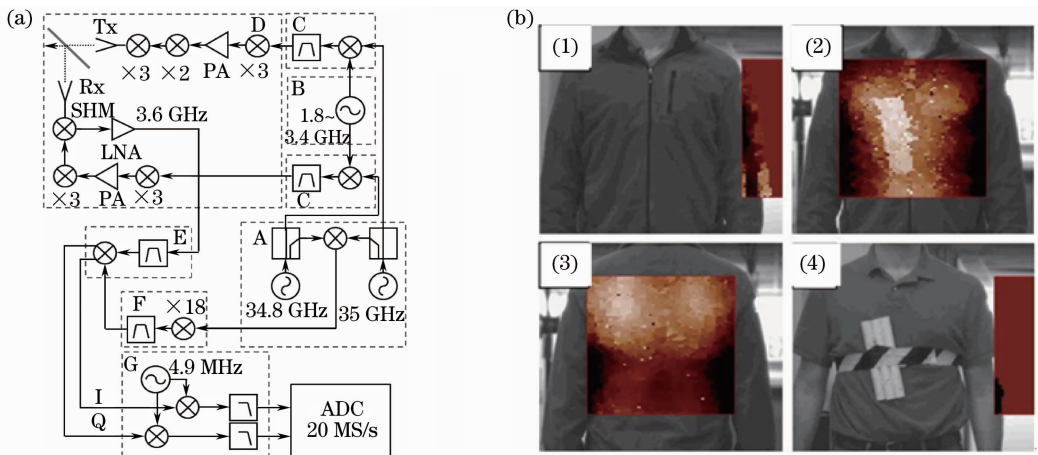 (a)
Tx
D
C
×3
×2
PA
×3
B
Rx
SHM
3.6 GHz
1.8~
3.4 GHz
LNA
×3
PA
×3
C
E
A
F
×18
34.8 GHz
35 GHz
G
4.9 MHz
I
Q
ADC
20 MS/s
(b)
(1)
(2)
(3)
(4)